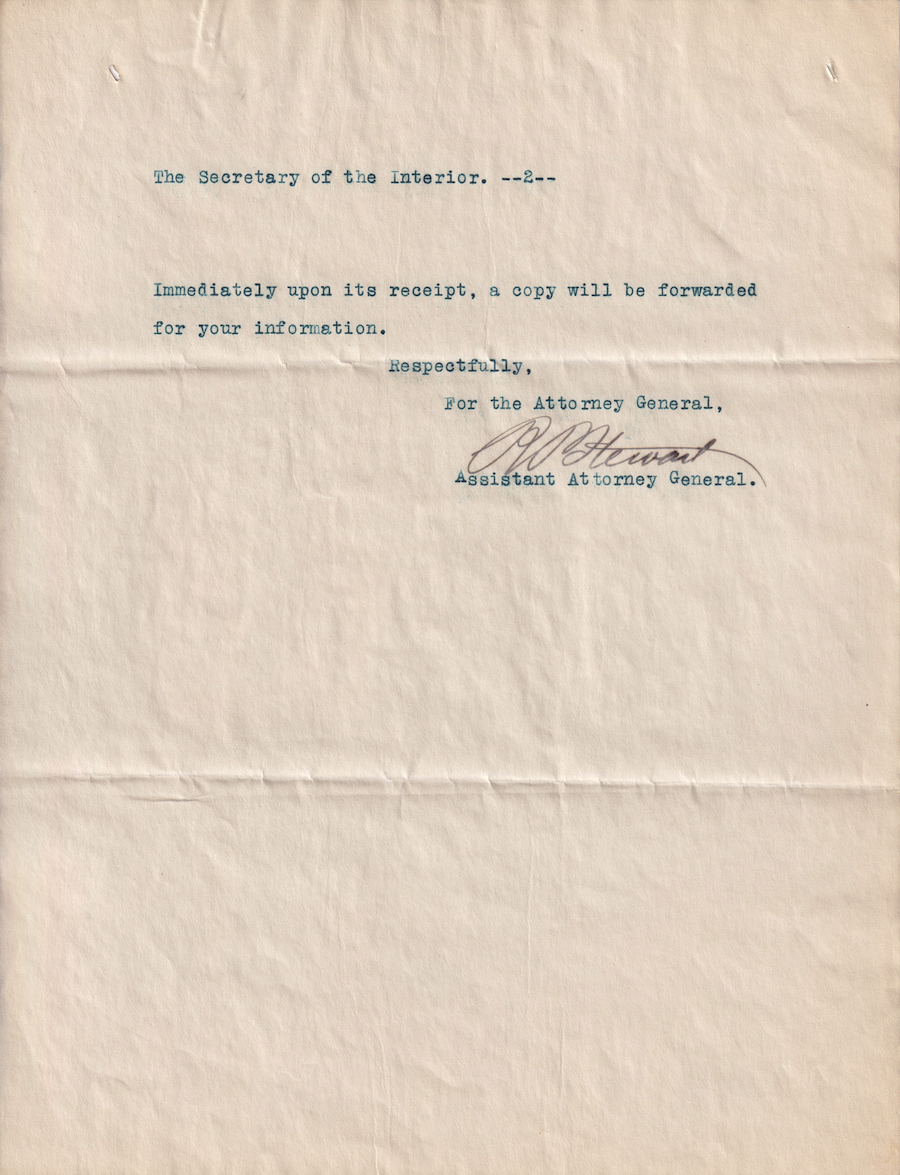 The Secretary of the Interior. --2--
Immediately upon its receipt, a copy will be forwarded
for your information.
Respectfully,
For the Attorney General,
Stewart
Assistant Attorney General.